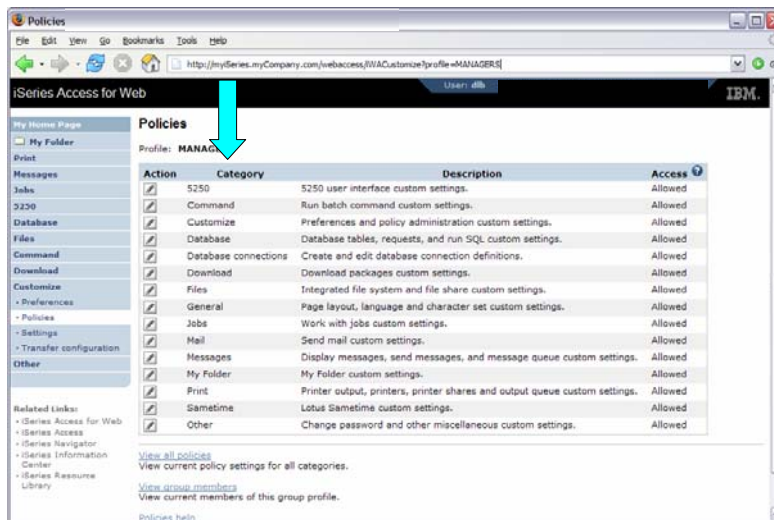 Policies
File Edit View Go Bookmarks Tools Help
http://myiSeries.myCompany.com/webaccess/iWACustomize?profile=MANAGERS
iSeries Access for Web
User: dlb
IBM.
My Home Page
My Folder
Print
Messages
Jobs
5250
Database
Files
Command
Download
Customize
• Preferences
• Policies
• Settings
• Transfer configuration
Other
Related Links:
• iSeries Access for Web
• iSeries Access
• iSeries Navigator
• iSeries Information
Center
• iSeries Resource
Library
Policies
Profile: MANAGE
Action Category Description Access
5250 5250 user interface custom settings. Allowed
Command Run batch command custom settings. Allowed
Customize Preferences and policy administration custom settings. Allowed
Database Database tables, requests, and run SQL custom settings. Allowed
Database connections Create and edit database connection definitions. Allowed
Download Download packages custom settings. Allowed
Files Integrated file system and file share custom settings. Allowed
General Page layout, language and character set custom settings. Allowed
Jobs Work with jobs custom settings. Allowed
Mail Send mail custom settings. Allowed
Messages Display messages, send messages, and message queue custom settings. Allowed
My Folder My Folder custom settings. Allowed
Print Printer output, printers, printer shares and output queue custom settings. Allowed
Sametime Lotus Sametime custom settings. Allowed
Other Change password and other miscellaneous custom settings. Allowed
View all policies
View current policy settings for all categories.
View group members
View current members of this group profile.
Policies help